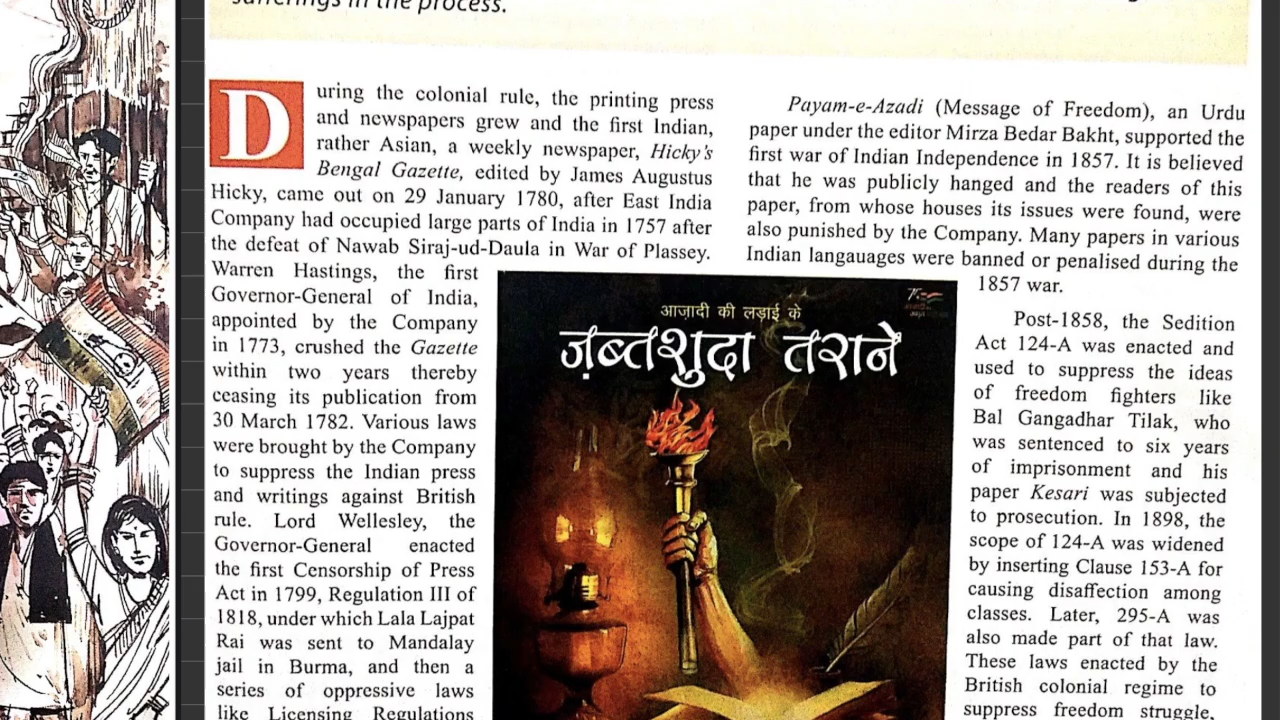 sufferings in the process.
During the colonial rule, the printing press
and newspapers grew and the first Indian,
rather Asian, a weekly newspaper, Hicky's
Bengal Gazette, edited by James Augustus
Hicky, came out on 29 January 1780, after East India
Company had occupied large parts of India in 1757 after
the defeat of Nawab Siraj-ud-Daula in War of Plassey.
Warren Hastings, the first
Governor-General of India,
appointed by the Company
in 1773, crushed the Gazette
within two years thereby
ceasing its publication from
30 March 1782. Various laws
were brought by the Company
to suppress the Indian press
and writings against British
rule. Lord Wellesley, the
Governor-General enacted
the first Censorship of Press
Act in 1799, Regulation III of
1818, under which Lala Lajpat
Rai was sent to Mandalay
jail in Burma, and then a
series of oppressive laws
like Licensing Regulations
आज़ादी की लड़ाई के
ज़ब्तशुदा तराने
Payam-e-Azadi (Message of Freedom), an Urdu
paper under the editor Mirza Bedar Bakht, supported the
first war of Indian Independence in 1857. It is believed
that he was publicly hanged and the readers of this
paper, from whose houses its issues were found, were
also punished by the Company. Many papers in various
Indian langauages were banned or penalised during the
1857 war.
Post-1858, the Sedition
Act 124-A was enacted and
used to suppress the ideas
of freedom fighters like
Bal Gangadhar Tilak, who
was sentenced to six years
of imprisonment and his
paper Kesari was subjected
to prosecution. In 1898, the
scope of 124-A was widened
by inserting Clause 153-A for
causing disaffection among
classes. Later, 295-A was
also made part of that law.
These laws enacted by the
British colonial regime to
suppress freedom struggle,